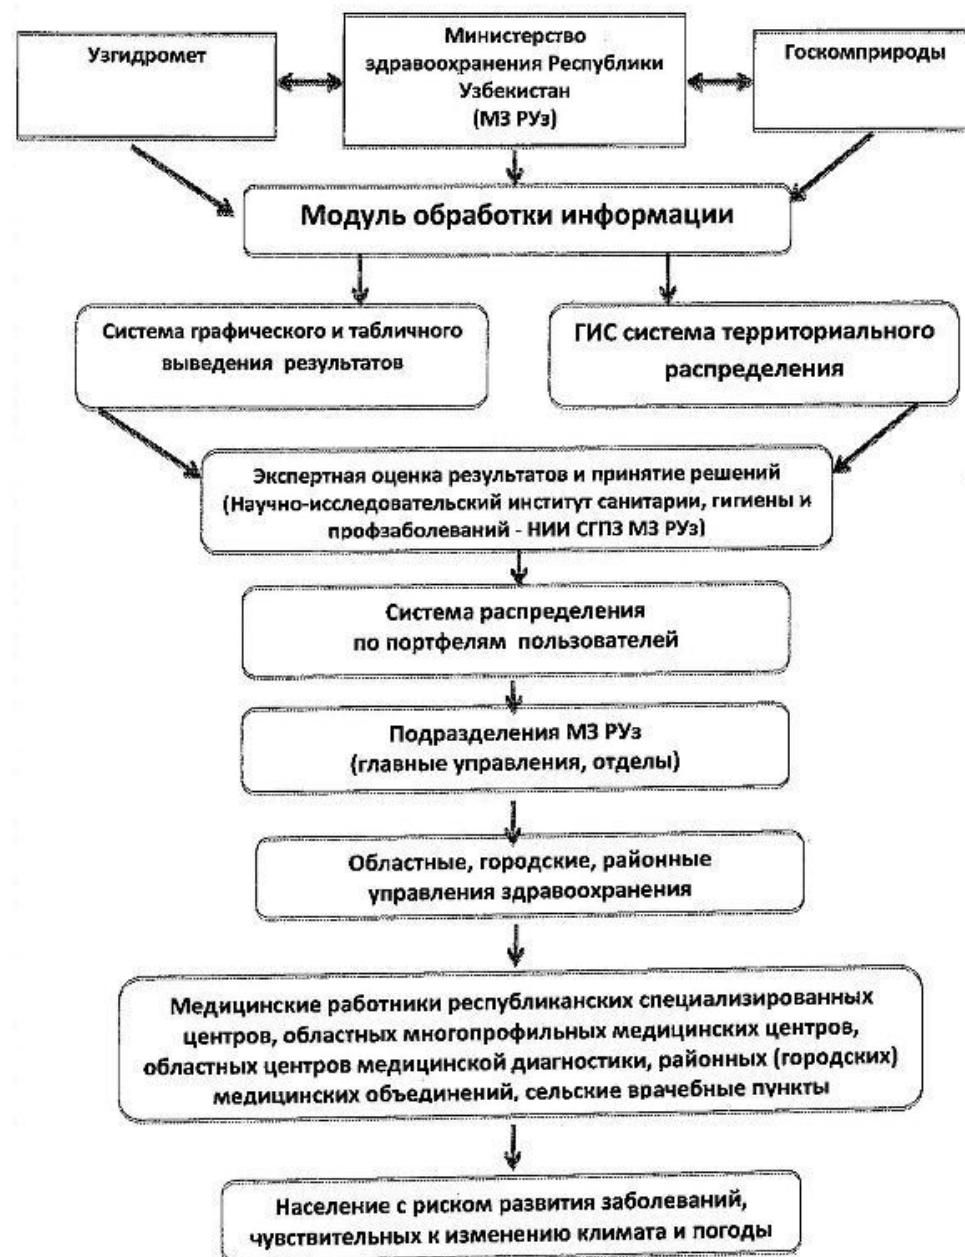 Узгидромет
Министерство
здравоохранения Республики
Узбекистан
(МЗ РУз)
Госкомприроды
Модуль обработки информации
Система графического и табличного
выведения результатов
ГИС система территориального
распределения
Экспертная оценка результатов и принятие решений
(Научно-исследовательский институт санитарии, гигиены и
профзаболеваний - НИИ СГПЗ МЗ РУз)
Система распределения
по портфелям пользователей
Подразделения МЗ РУз
(главные управления, отделы)
Областные, городские, районные
управления здравоохранения
Медицинские работники республиканских специализированных
центров, областных многопрофильных медицинских центров,
областных центров медицинской диагностики, районных (городских)
медицинских объединений, сельские врачебные пункты
Население с риском развития заболеваний,
чувствительных к изменению климата и погоды